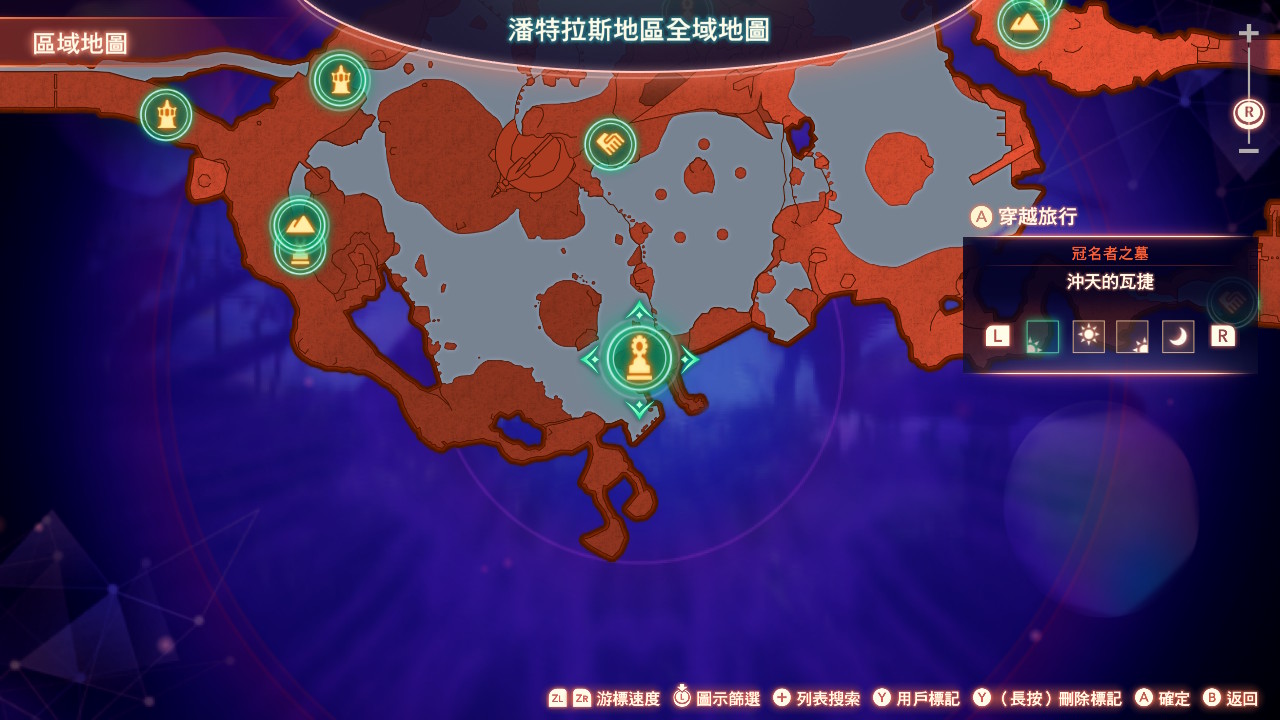 潘特拉斯地區全域地圖
區域地圖
R
A 穿越旅行
冠名者之墓
沖天的瓦捷
L R
ZL ZR 游標速度 L 圖示篩選 + 列表搜索 Y 用戶標記 Y （長按）刪除標記 A 確定 B 返回